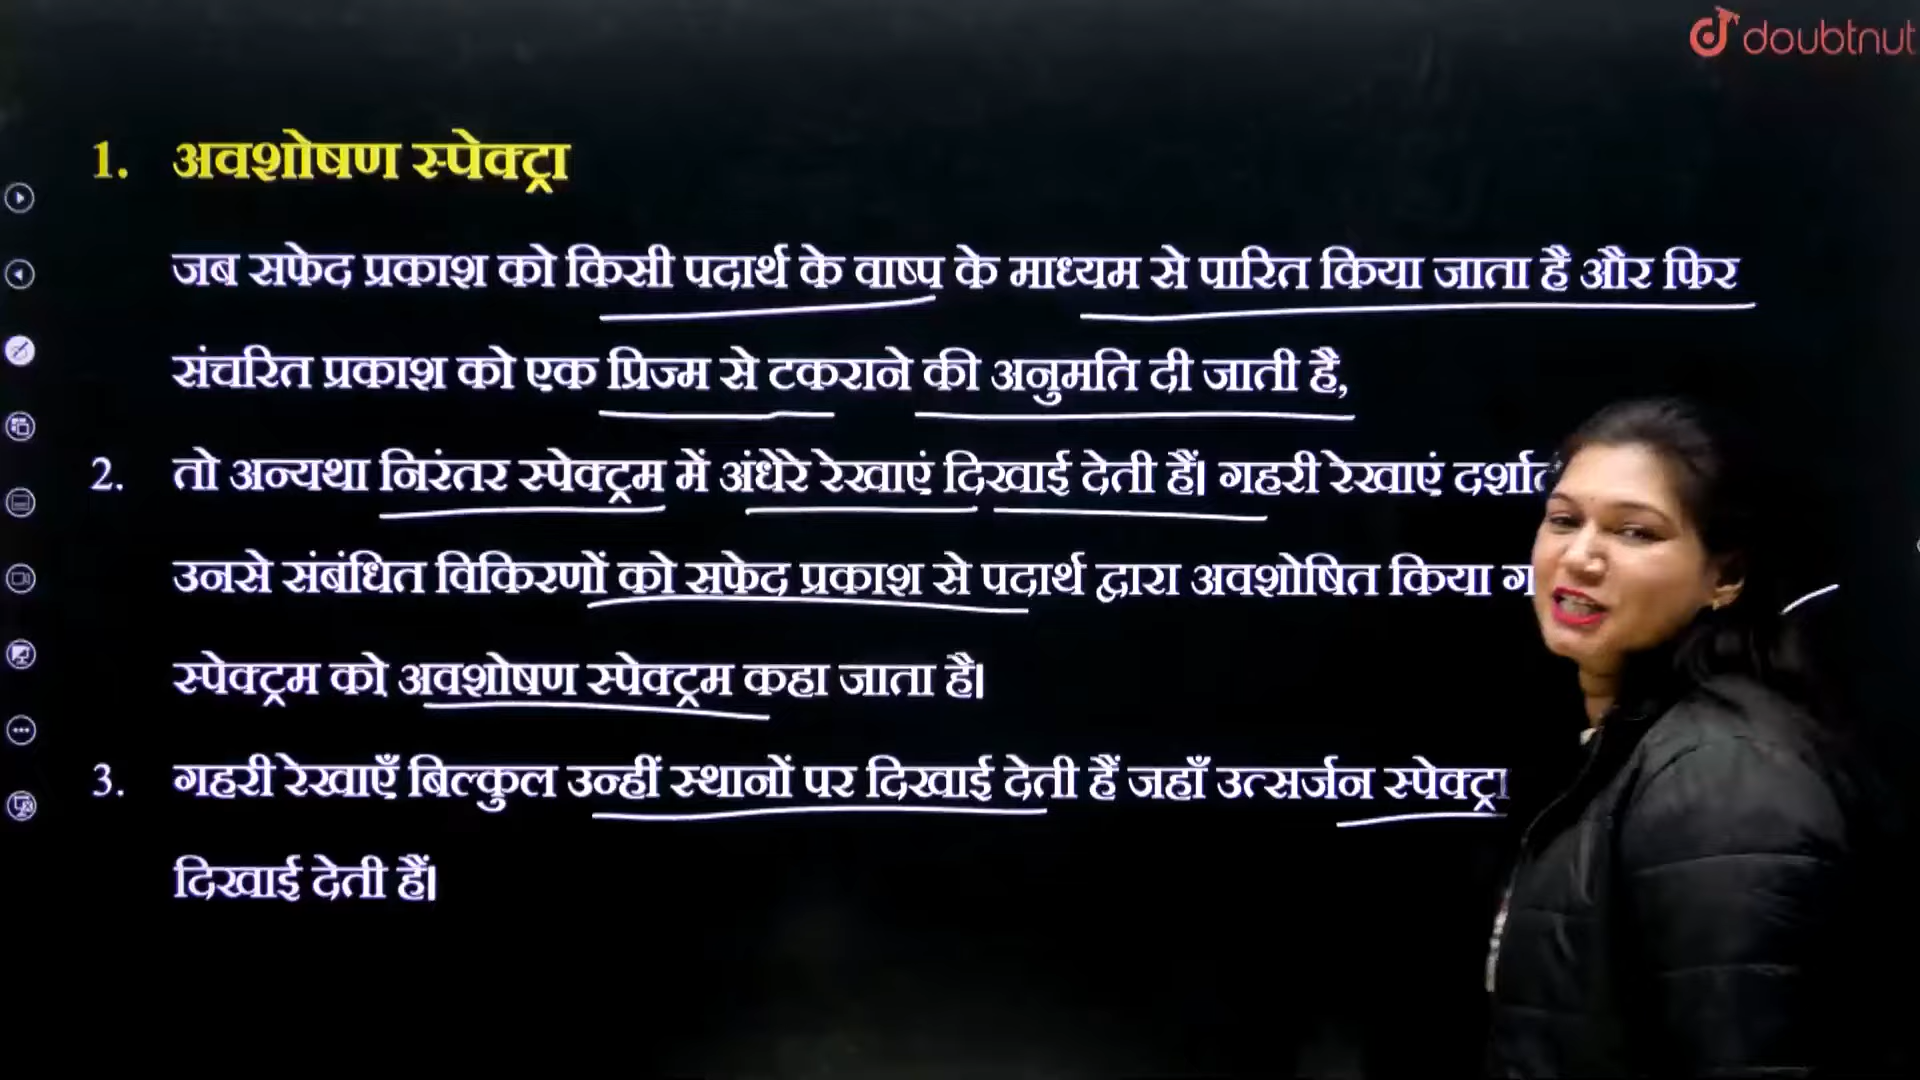 doubtnut
1. अवशोषण स्पेक्ट्रा
जब सफेद प्रकाश को किसी पदार्थ के वाष्प के माध्यम से पारित किया जाता है और फिर
संचरित प्रकाश को एक प्रिज्म से टकराने की अनुमति दी जाती है,
2. तो अन्यथा निरंतर स्पेक्ट्रम में अंधेरे रेखाएं दिखाई देती हैं। गहरी रेखाएं
उनसे संबंधित विकिरणों को सफेद प्रकाश से पदार्थ द्वारा अवशोषित किया
स्पेक्ट्रम को अवशोषण स्पेक्ट्रम कहा जाता है।
3. गहरी रेखाएँ बिल्कुल उन्हीं स्थानों पर दिखाई देती हैं जहाँ उत्सर्जन स्पेक्ट्रा
दिखाई देती हैं।